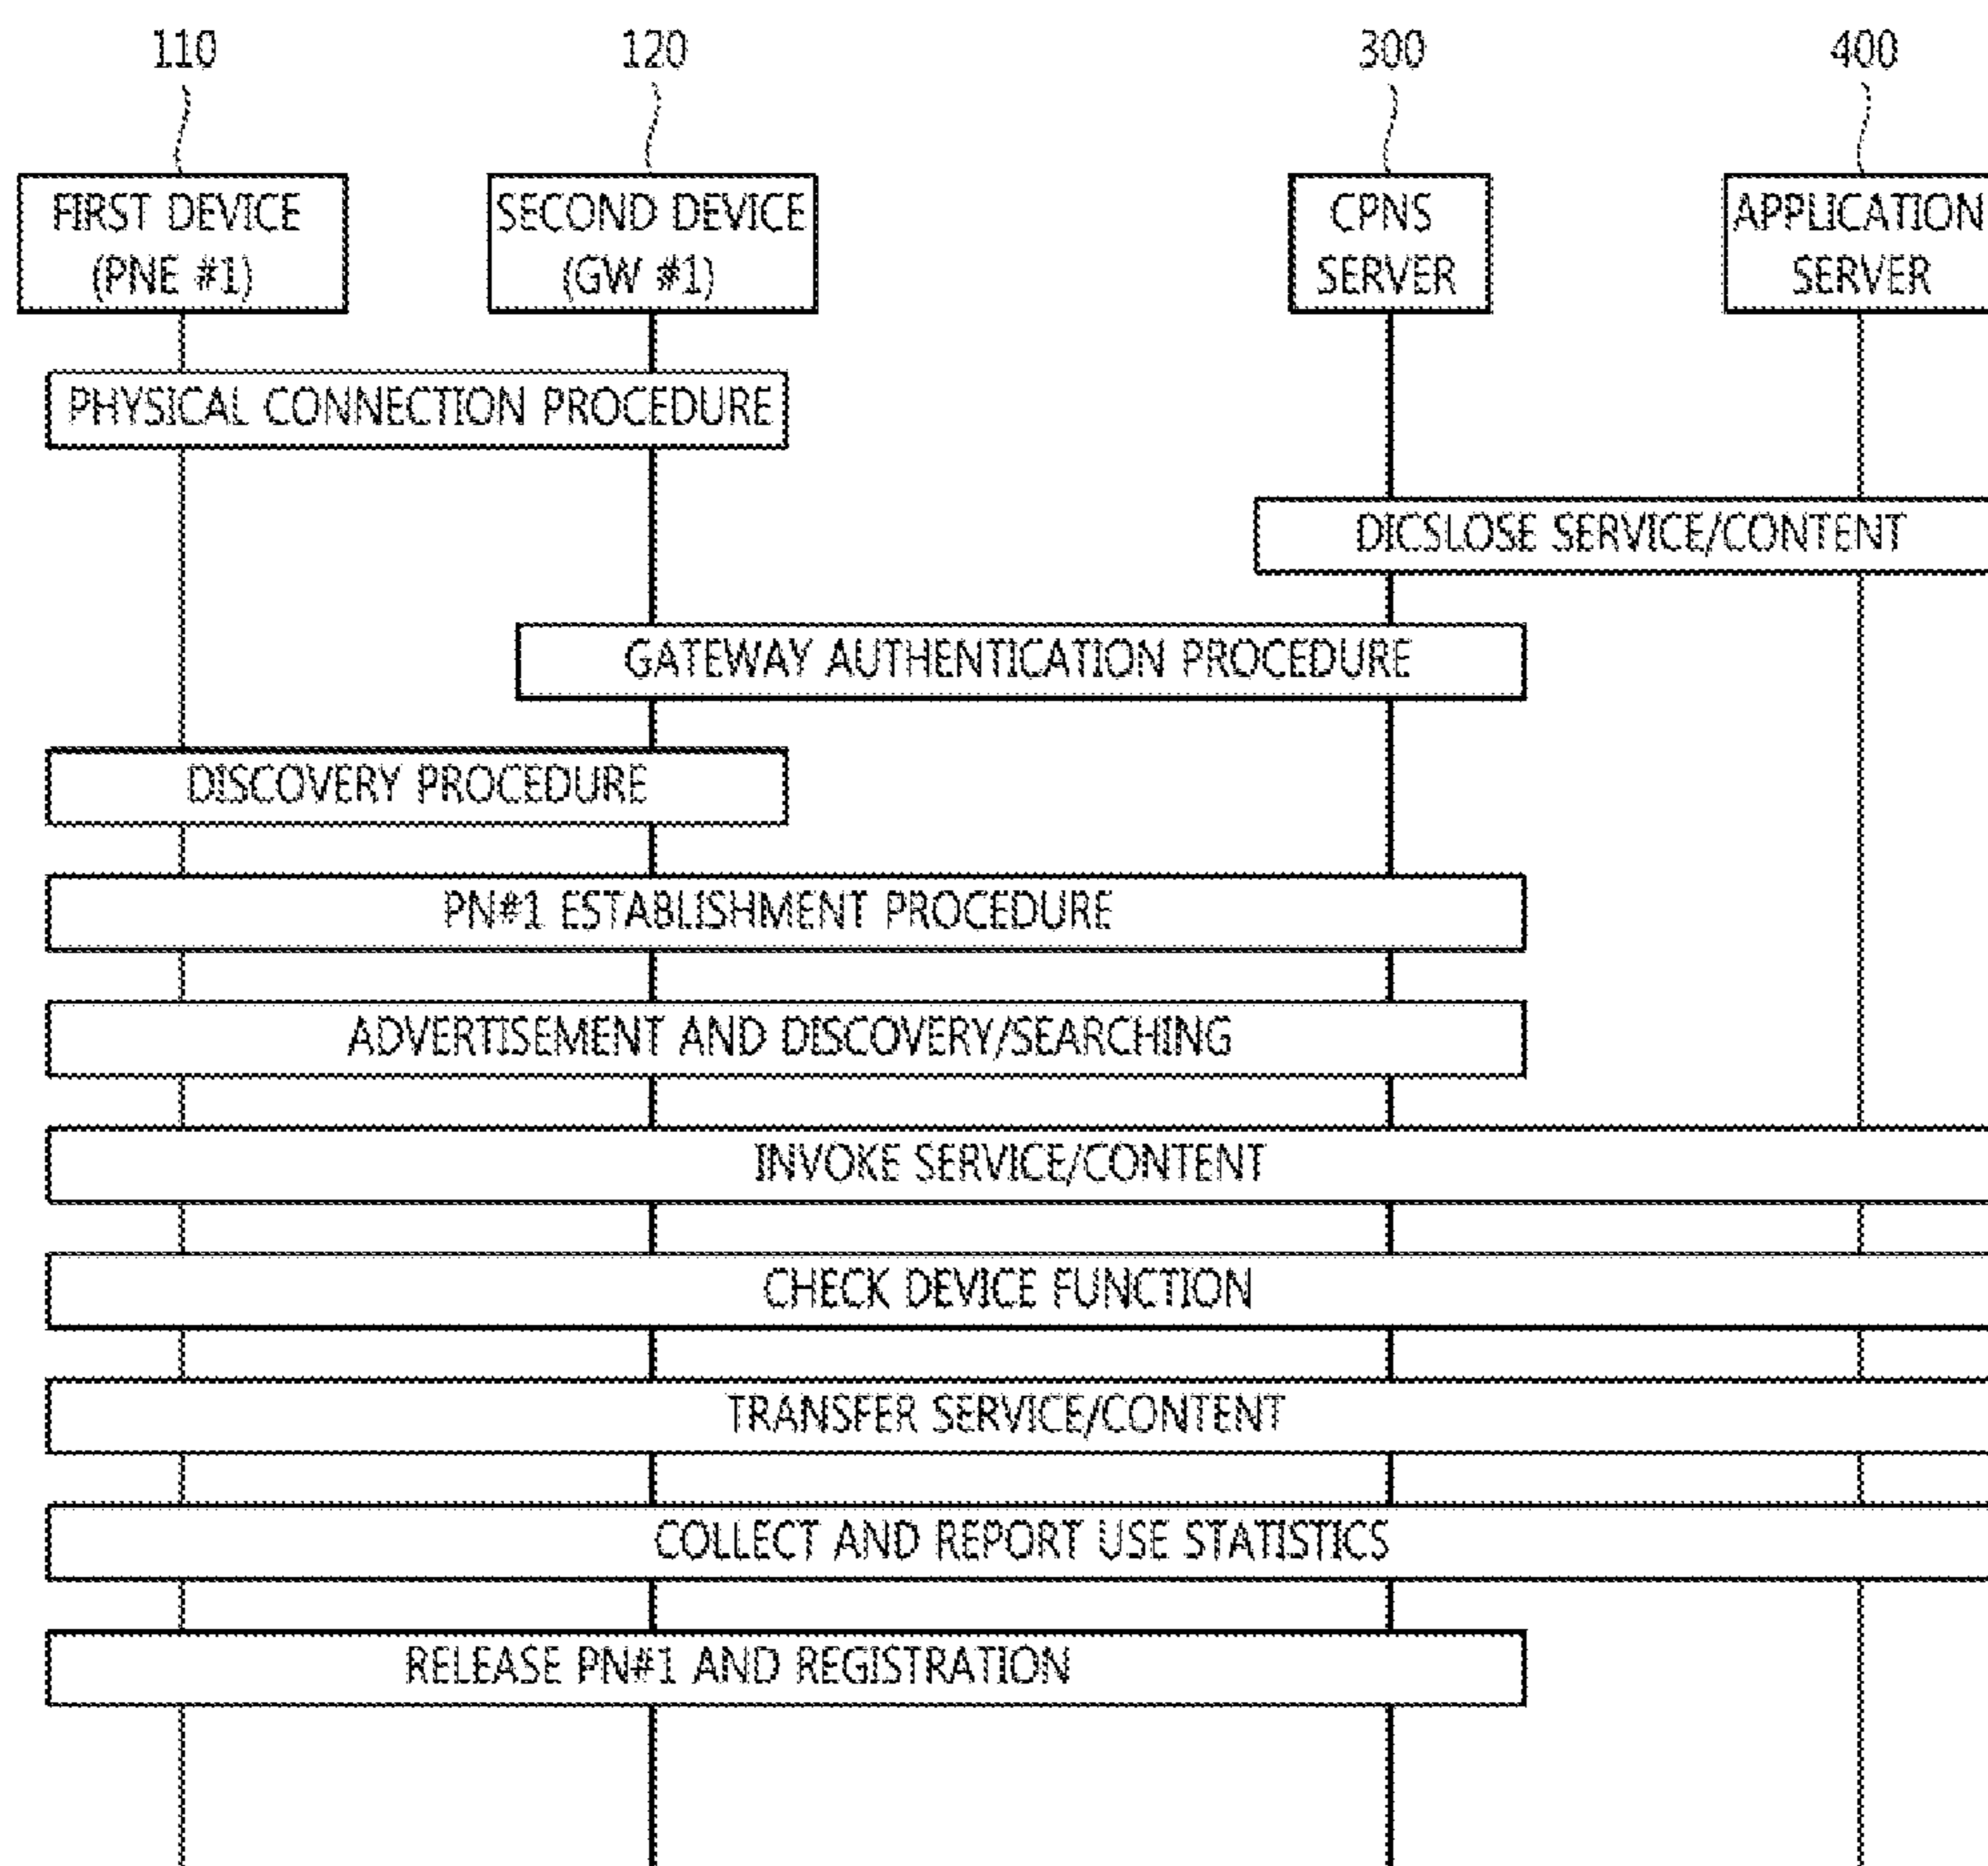 110
120
300
400
FIRST DEVICE
(PNE #1)
SECOND DEVICE
(GW #1)
CPNS
SERVER
APPLICATION
SERVER
PHYSICAL CONNECTION PROCEDURE
DICSLOSE SERVICE/CONTENT
GATEWAY AUTHENTICATION PROCEDURE
DISCOVERY PROCEDURE
PN#1 ESTABLISHMENT PROCEDURE
ADVERTISEMENT AND DISCOVERY/SEARCHING
INVOKE SERVICE/CONTENT
CHECK DEVICE FUNCTION
TRANSFER SERVICE/CONTENT
COLLECT AND REPORT USE STATISTICS
RELEASE PN#1 AND REGISTRATION